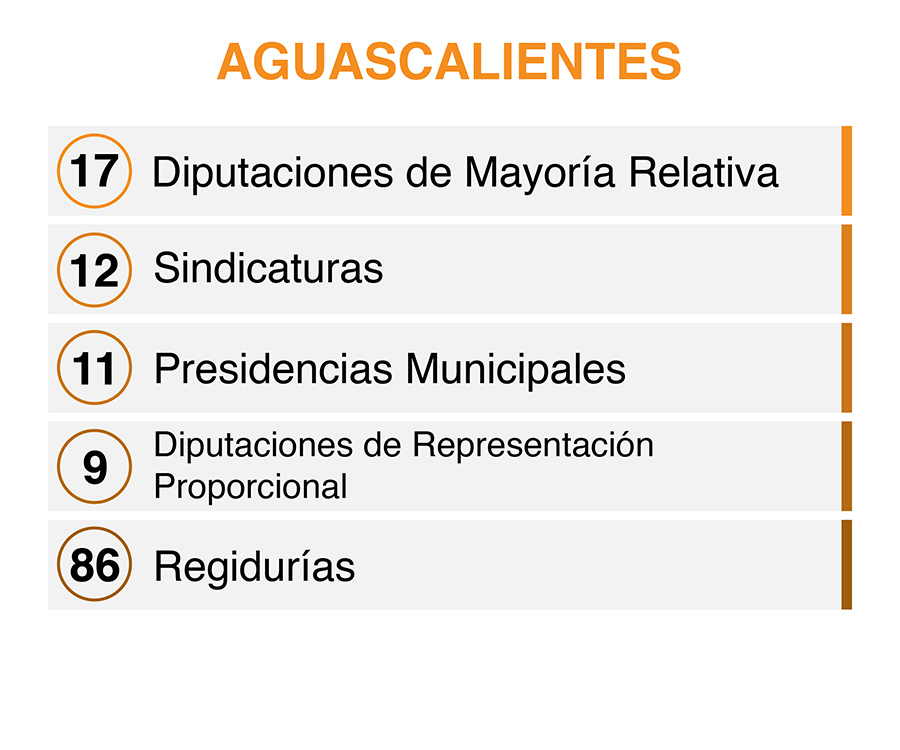 AGUASCALIENTES
17 Diputaciones de Mayoría Relativa
12 Sindicaturas
11 Presidencias Municipales
9 Diputaciones de Representación
Proporcional
86 Regidurías